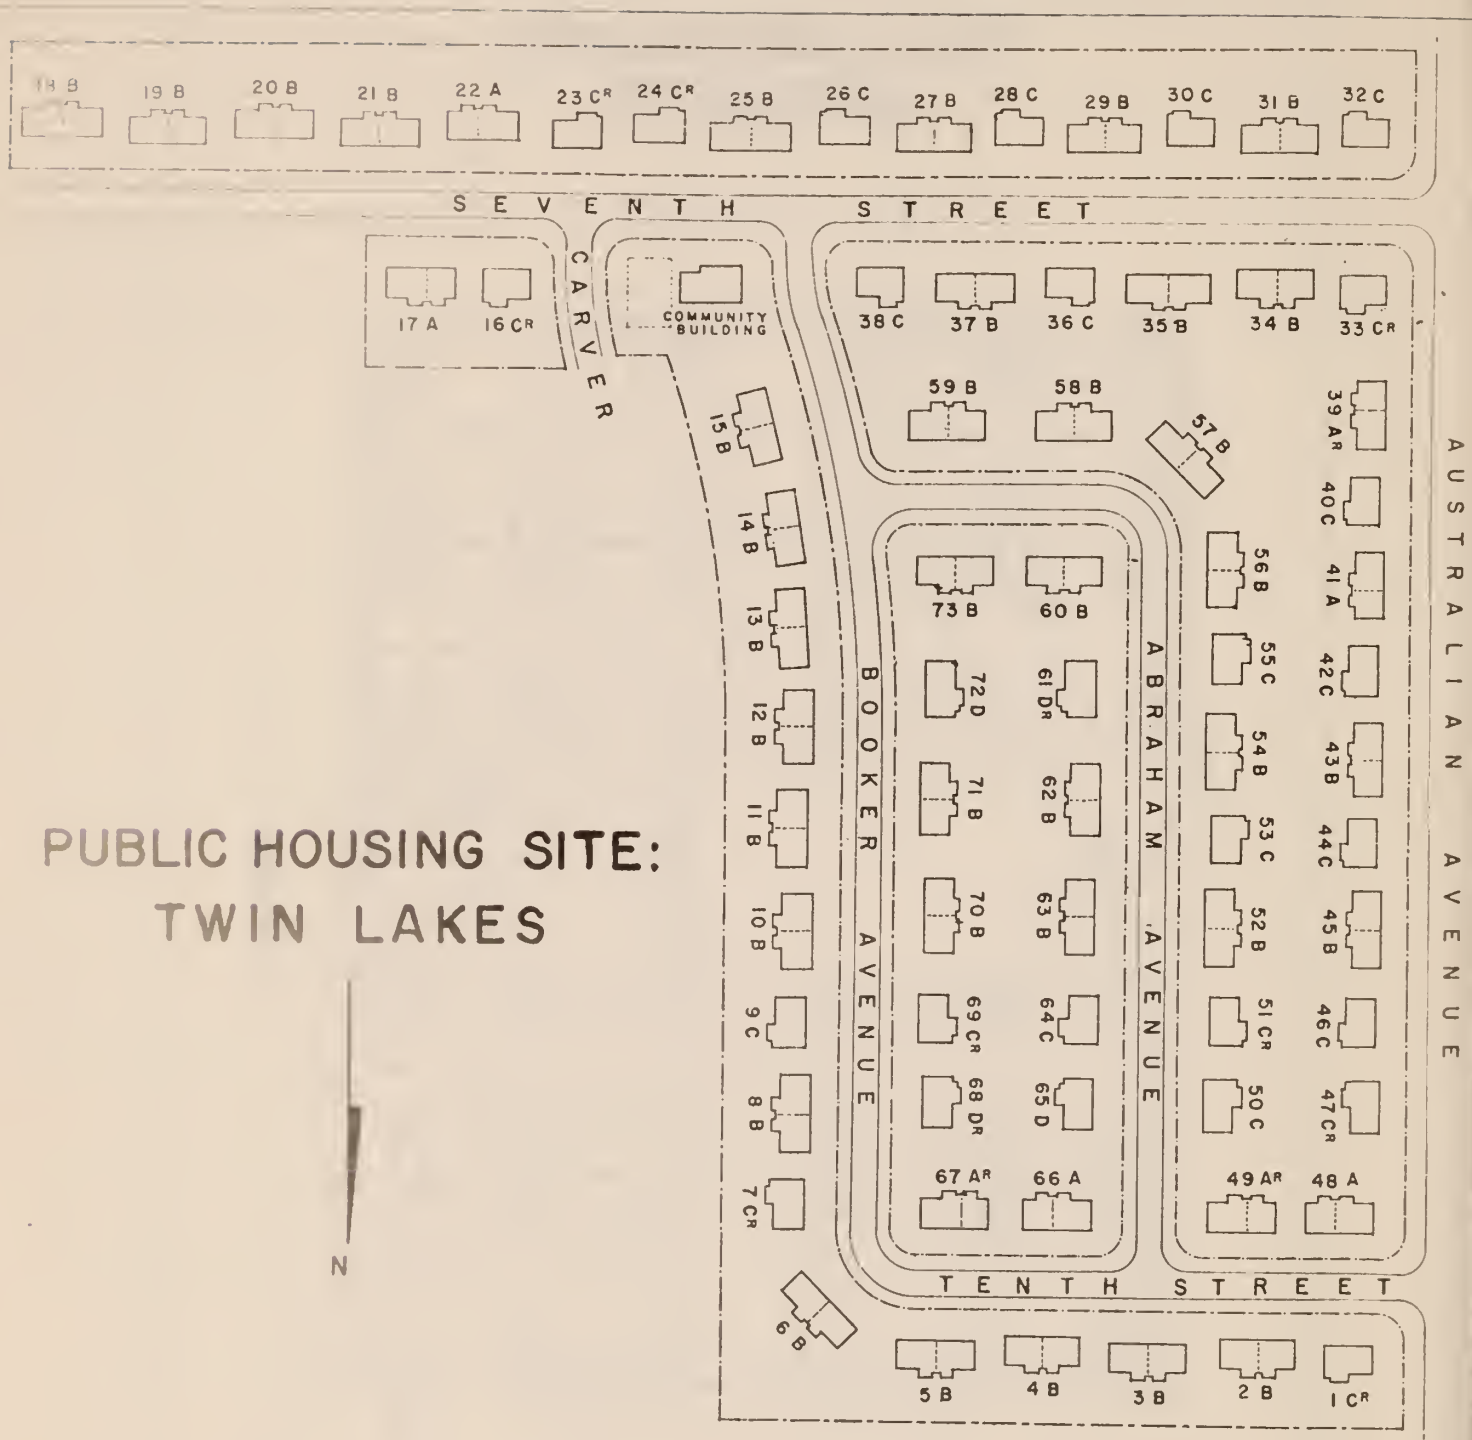 18 B
19 B
20 B
21 B
22 A
23 CR
24 CR
25 B
26 C
27 B
28 C
29 B
30 C
31 B
32 C
SEVENTH STREET
CARVER
17 A
16 CR
COMMUNITY
BUILDING
38 C
37 B
36 C
35 B
34 B
33 CR
59 B
58 B
57 B
39 AR
40 C
41 A
42 C
43 B
44 C
45 B
46 C
47 CR
AUSTRALIAN AVENUE
15 B
14 B
13 B
12 B
11 B
10 B
9 C
8 B
7 CR
6 B
BOOKER AVENUE
73 B
60 B
72 D
61 DR
71 B
62 B
70 B
63 B
69 CR
64 C
68 DR
65 D
67 AR
66 A
ABRAHAM AVENUE
56 B
55 C
54 B
53 C
52 B
51 CR
50 C
49 AR
48 A
PUBLIC HOUSING SITE:
TWIN LAKES
N
TENTH STREET
5 B
4 B
3 B
2 B
1 CR